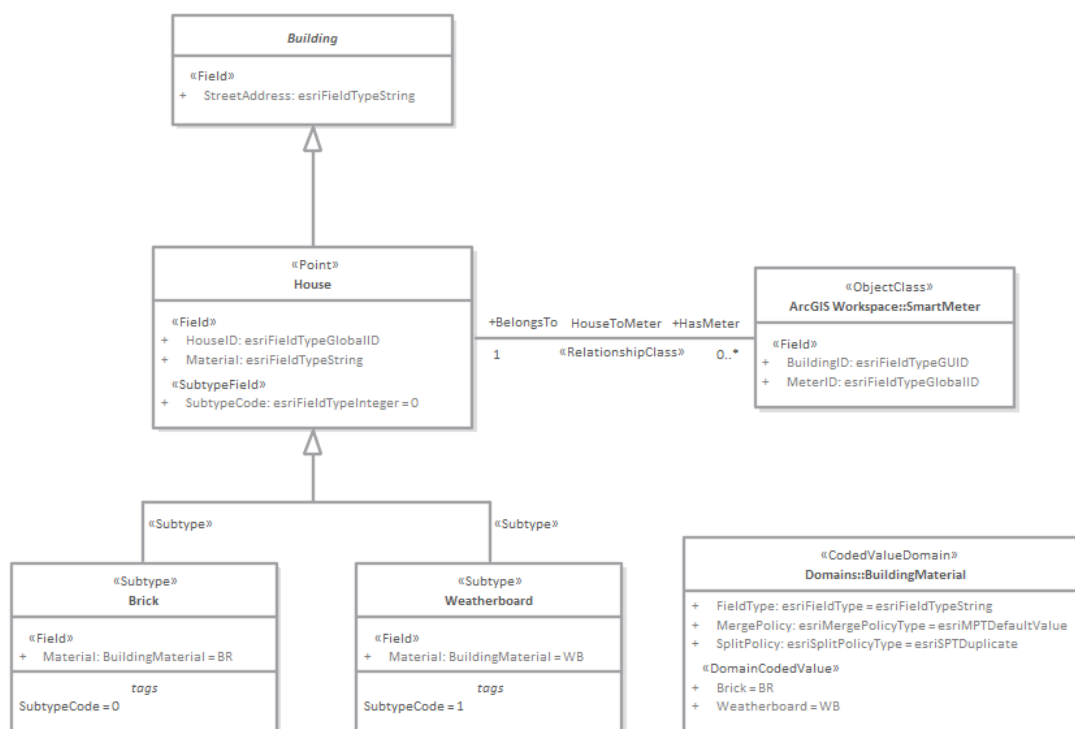 Building
«Field»
+ StreetAddress: esriFieldTypeString
«Point»
House
«Field»
+ HouseID: esriFieldTypeGlobalID
+ Material: esriFieldTypeString
«SubtypeField»
+ SubtypeCode: esriFieldTypeInteger = 0
+BelongsTo HouseToMeter +HasMeter
1 «RelationshipClass» 0..*
«ObjectClass»
ArcGIS Workspace::SmartMeter
«Field»
+ BuildingID: esriFieldTypeGUID
+ MeterID: esriFieldTypeGlobalID
«Subtype» «Subtype»
«Subtype»
Brick
«Field»
+ Material: BuildingMaterial = BR
tags
SubtypeCode = 0
«Subtype»
Weatherboard
«Field»
+ Material: BuildingMaterial = WB
tags
SubtypeCode = 1
«CodedValueDomain»
Domains::BuildingMaterial
+ FieldType: esriFieldType = esriFieldTypeString
+ MergePolicy: esriMergePolicyType = esriMPTDefaultValue
+ SplitPolicy: esriSplitPolicyType = esriSPTDuplicate
«DomainCodedValue»
+ Brick = BR
+ Weatherboard = WB